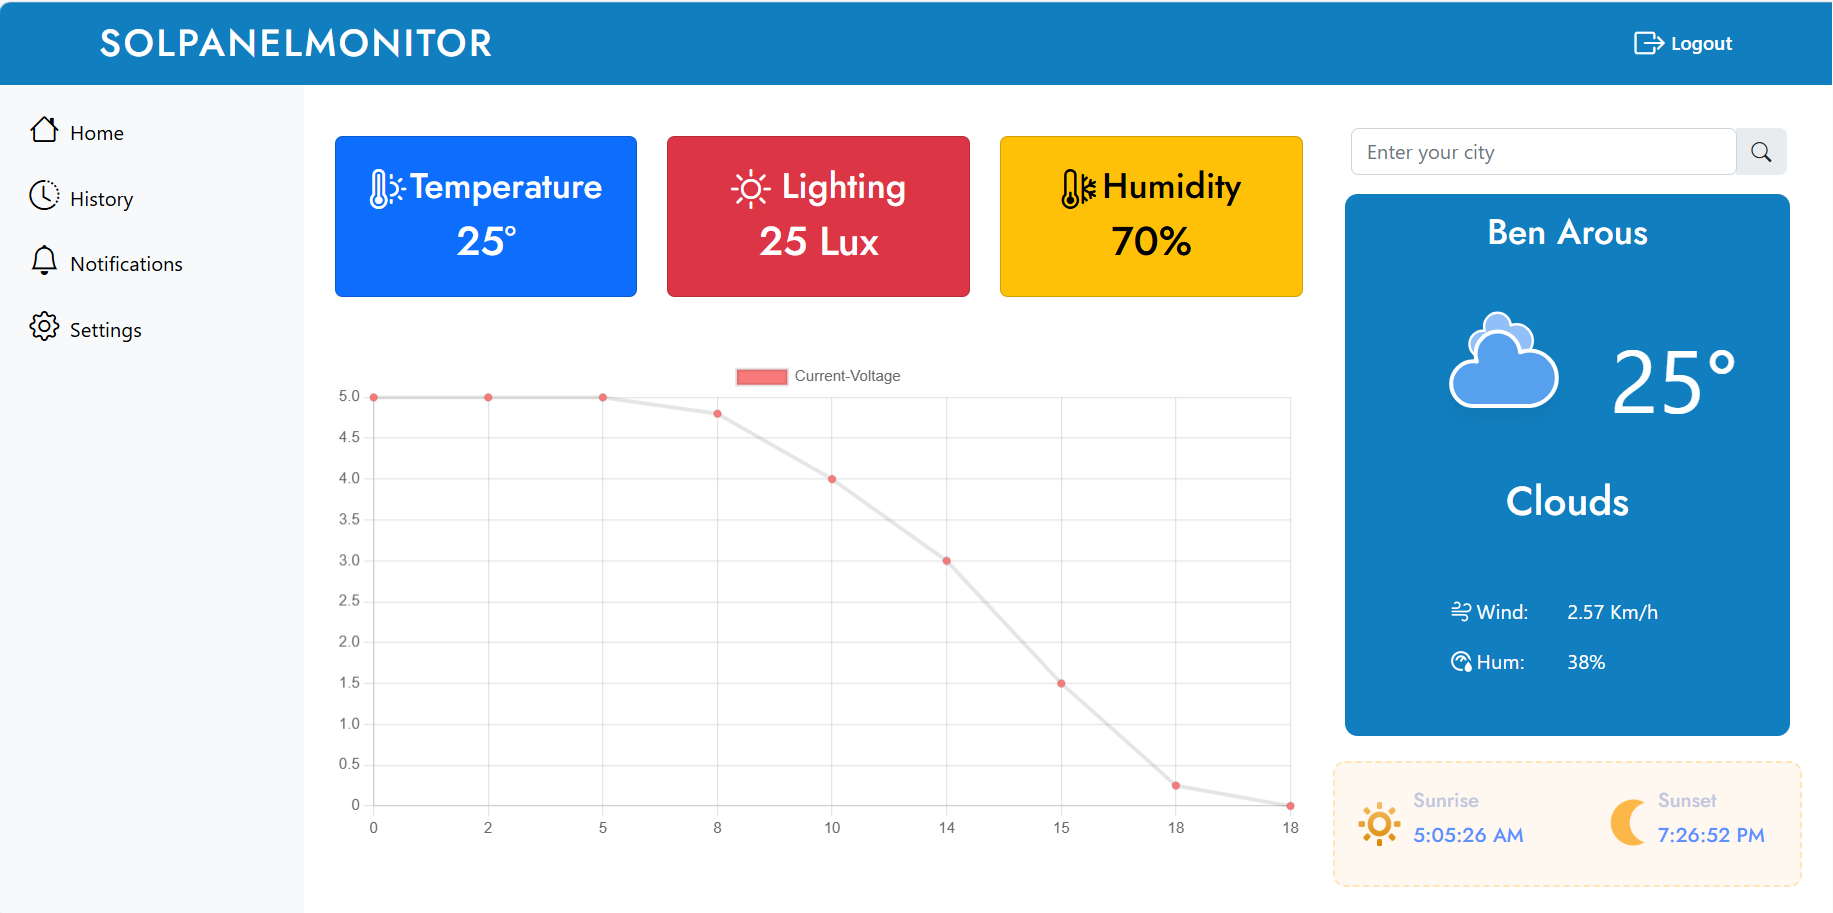 SOLPANELMONITOR
Logout
Home
History
Notifications
Settings
Temperature
25°
Lighting
25 Lux
Humidity
70%
Current-Voltage
5.0
4.5
4.0
3.5
3.0
2.5
2.0
1.5
1.0
0.5
0
0 2 5 8 10 14 15 18 18
Enter your city
Ben Arous
25°
Clouds
Wind: 2.57 Km/h
Hum: 38%
Sunrise
5:05:26 AM
Sunset
7:26:52 PM